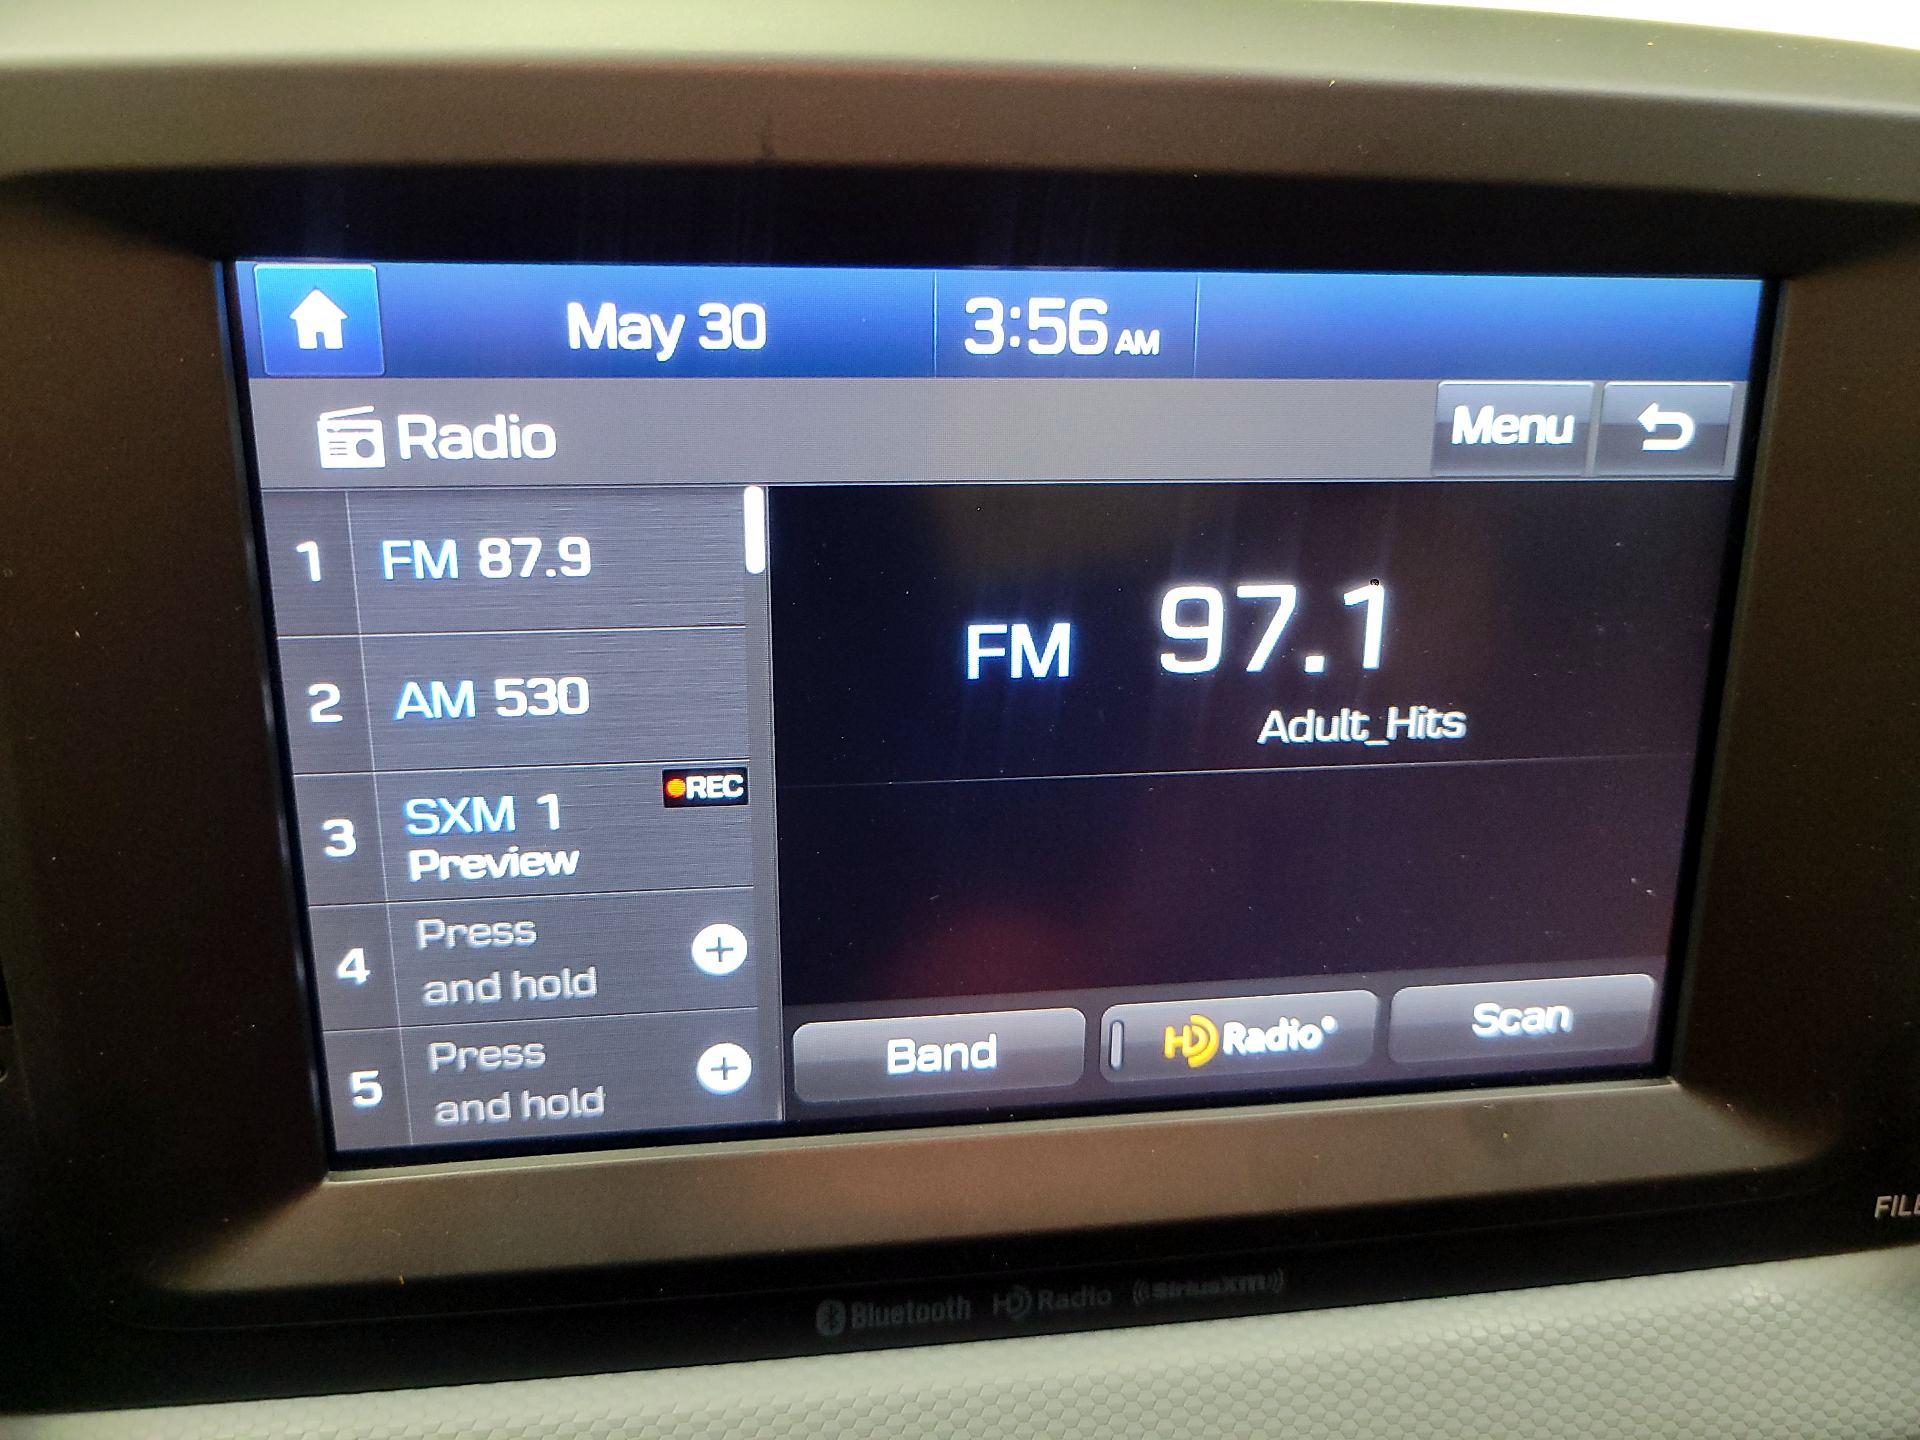 May 30
3:56 AM
Radio
Menu
1 FM 87.9
2 AM 530
3 SXM 1
REC
Preview
4 Press
and hold
5 Press
and hold
FM 97.1
Adult_Hits
Band
HD Radio®
Scan
Bluetooth HD Radio ((SiriusXM))